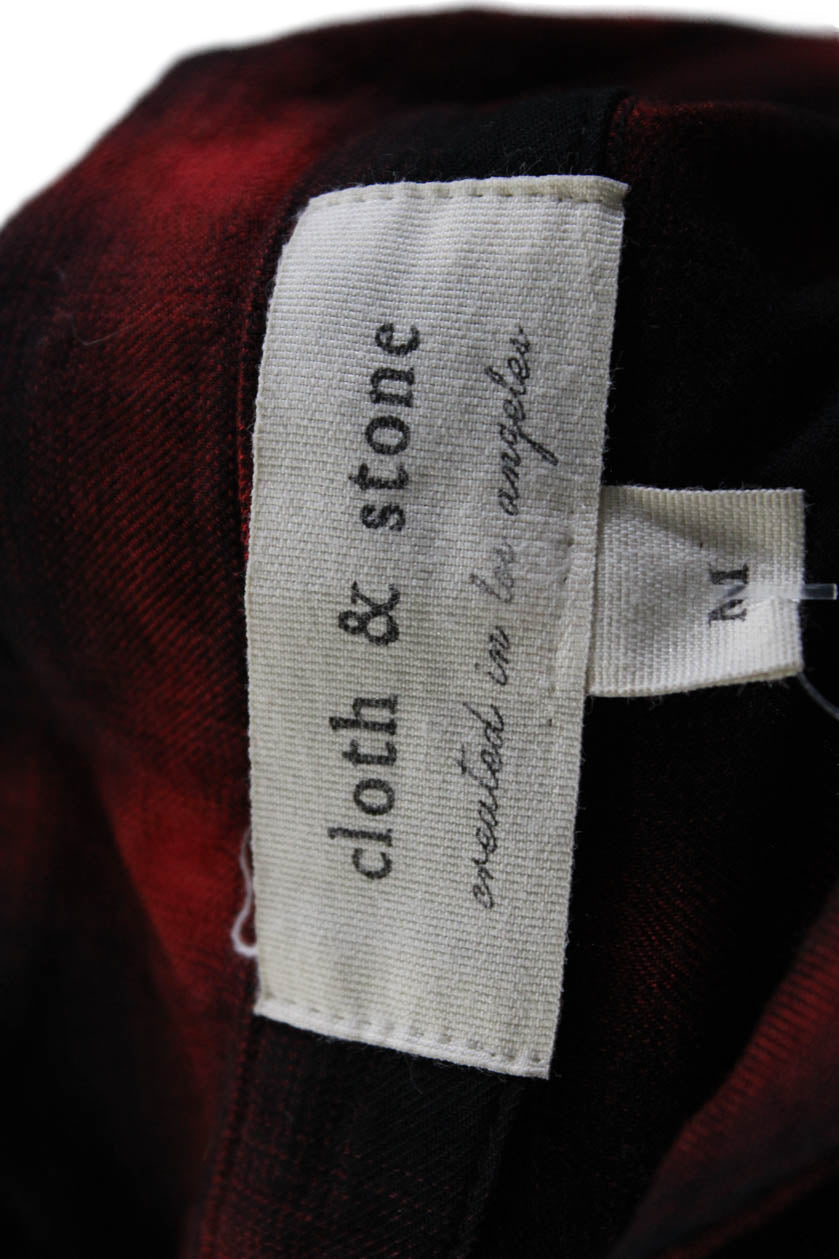 cloth & stone
created in los angeles
M